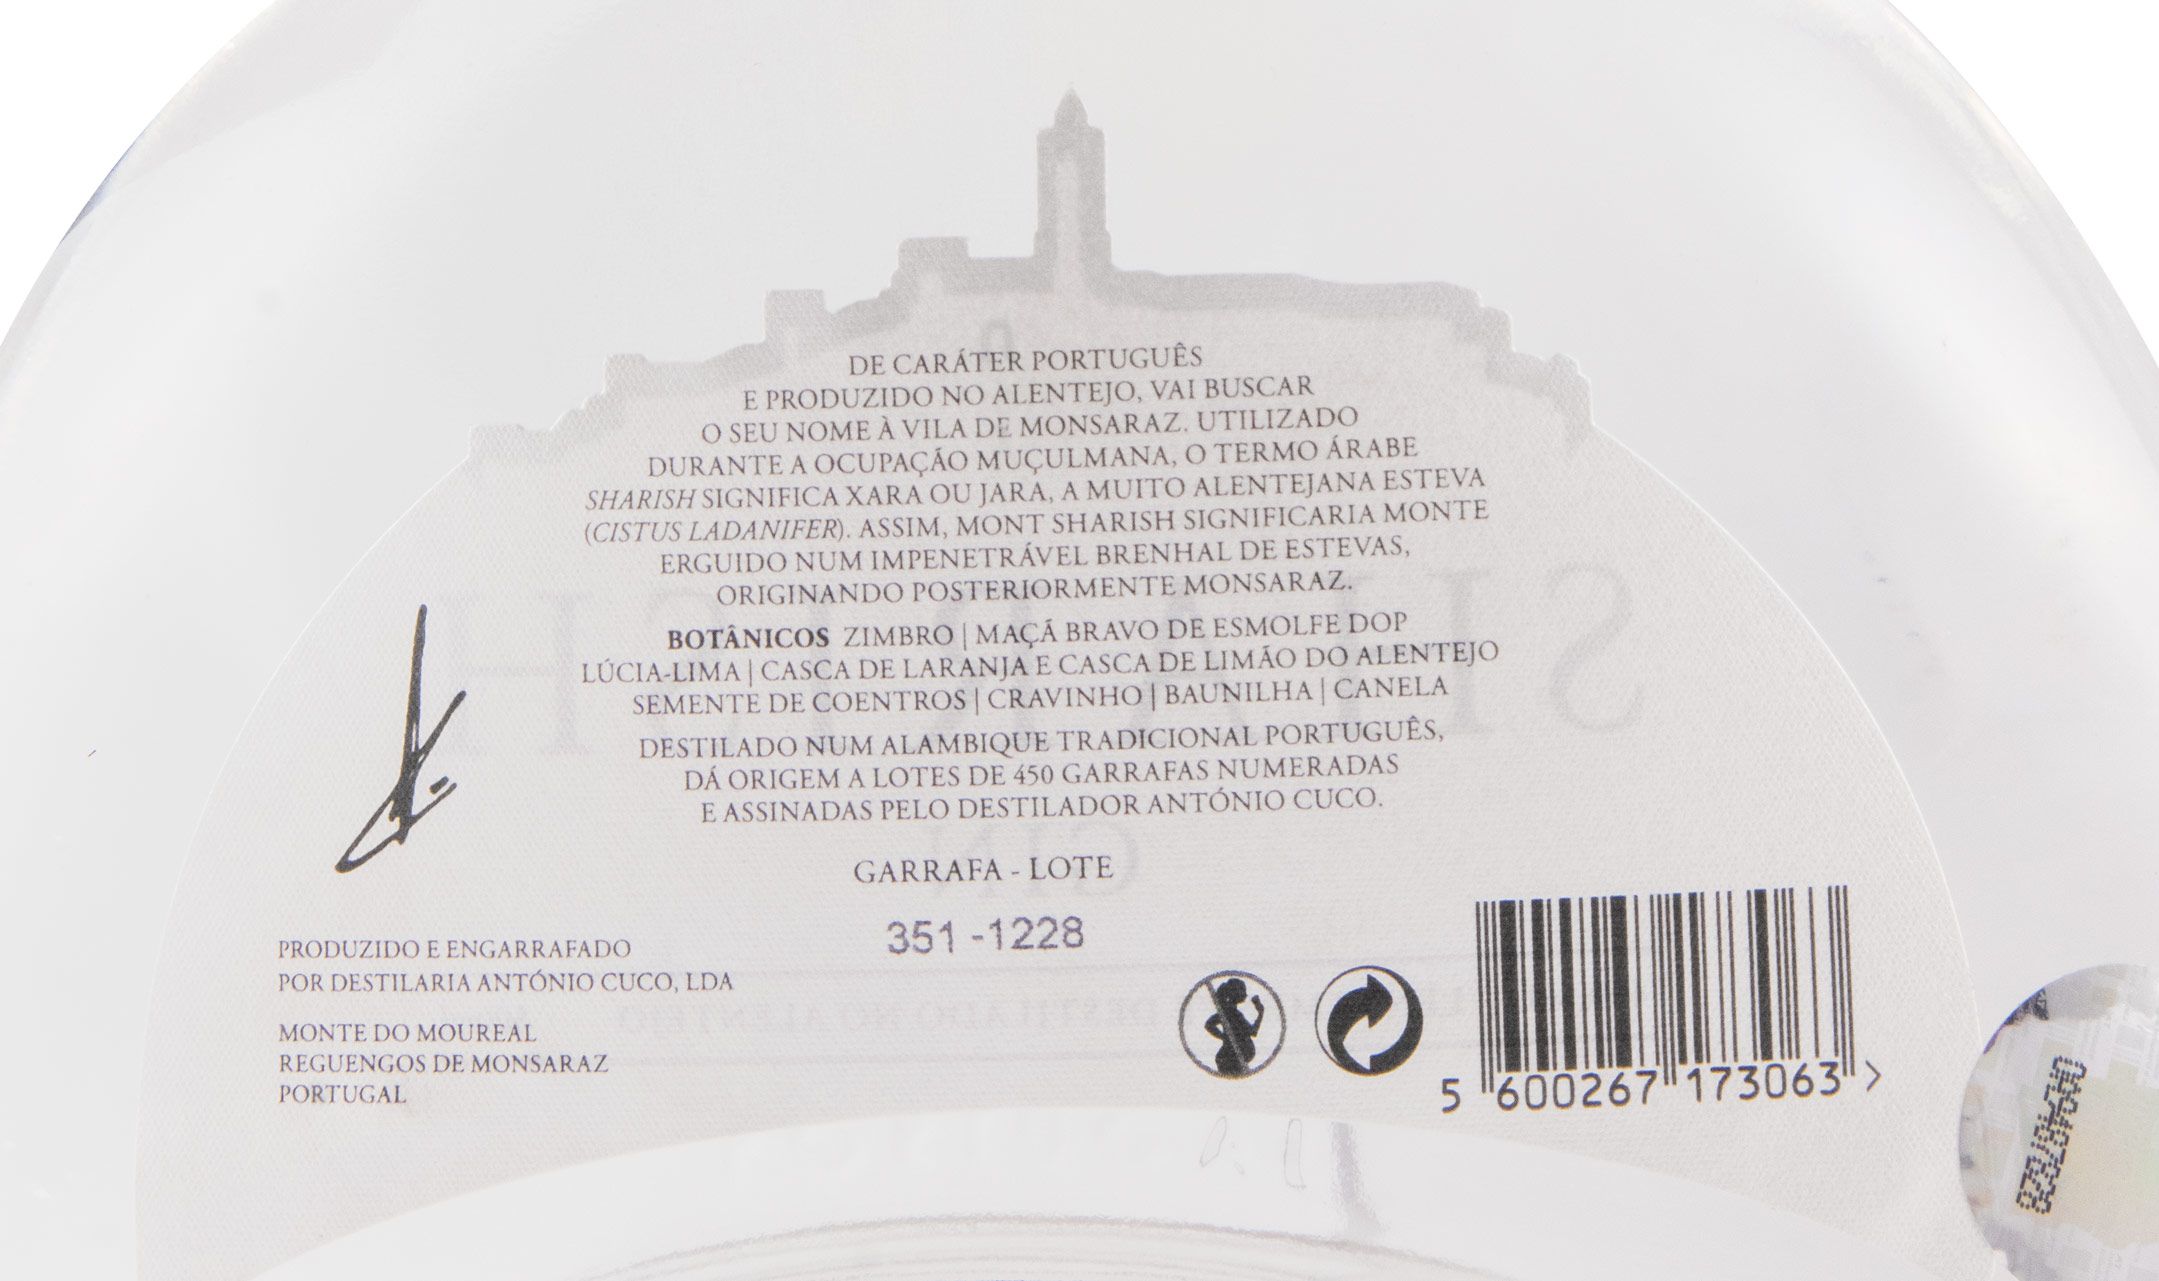 DE CARÁTER PORTUGUÊS
E PRODUZIDO NO ALENTEJO, VAI BUSCAR
O SEU NOME À VILA DE MONSARAZ. UTILIZADO
DURANTE A OCUPAÇÃO MUÇULMANA, O TERMO ÁRABE
SHARISH SIGNIFICA XARA OU JARA, A MUITO ALENTEJANA ESTEVA
(CISTUS LADANIFER). ASSIM, MONT SHARISH SIGNIFICARIA MONTE
ERGUIDO NUM IMPENETRÁVEL BRENHAL DE ESTEVAS,
ORIGINANDO POSTERIORMENTE MONSARAZ.
BOTÂNICOS ZIMBRO | MAÇÃ BRAVO DE ESMOLFE DOP
LÚCIA-LIMA | CASCA DE LARANJA E CASCA DE LIMÃO DO ALENTEJO
SEMENTE DE COENTROS | CRAVINHO | BAUNILHA | CANELA
DESTILADO NUM ALAMBIQUE TRADICIONAL PORTUGUÊS,
DÁ ORIGEM A LOTES DE 450 GARRAFAS NUMERADAS
E ASSINADAS PELO DESTILADOR ANTÓNIO CUCO.
GARRAFA - LOTE
351 -1228
PRODUZIDO E ENGARRAFADO
POR DESTILARIA ANTÓNIO CUCO, LDA
MONTE DO MOUREAL
REGUENGOS DE MONSARAZ
PORTUGAL
5 600267 173063 >
SHARISH
GIN